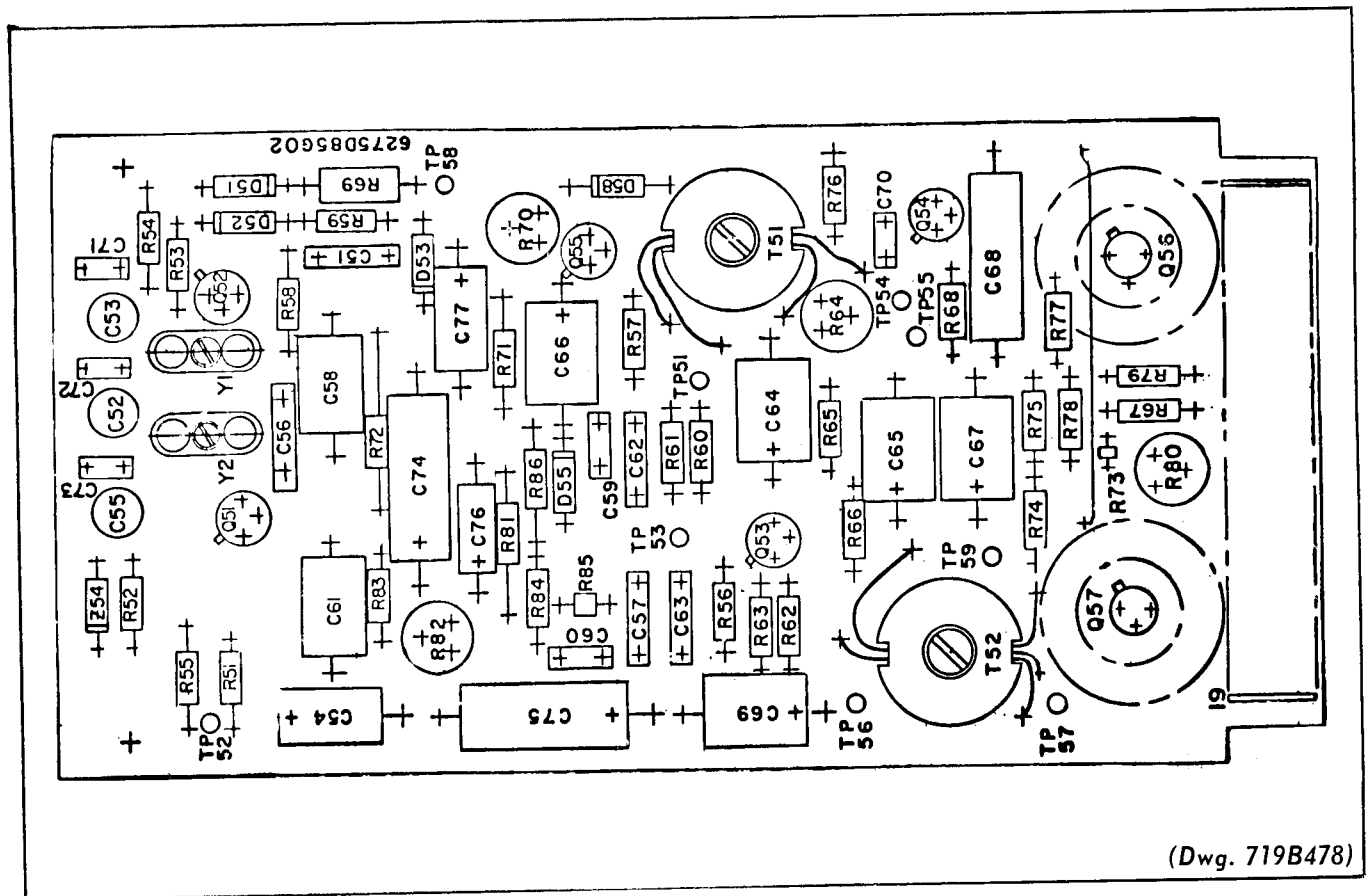 6275D85G02
TP
58
D51
R69
D58
R76
C70
Q54
C71
R54
R53
D52
R59
C51
D53
R70
Q55
T51
Q56
C68
C53
Q52
R58
C77
R71
C66
R57
R64
TP54
TP55
R68
R77
Y1
C72
C52
C58
R72
TP51
C64
R79
R67
Y2
C56
C74
R86
D55
C59
C62
R61
R60
R65
C65
C67
R75
R78
R73
R80
C73
C55
Q51
C76
R81
TP
53
Q53
R66
R74
Z54
R52
C61
R83
R82
R84
R85
C60
C57
C63
R56
R63
R62
TP
59
T52
Q57
R55
R51
TP
52
C54
C75
C69
TP
56
TP
57
19
1
(Dwg. 719B478)